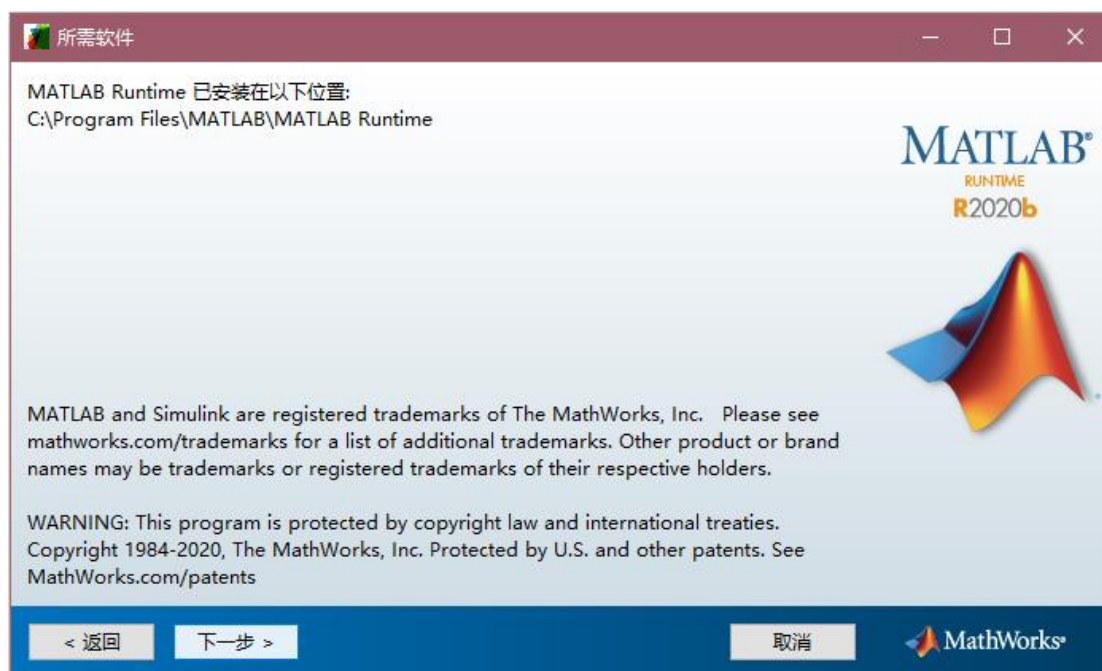 所需软件
MATLAB Runtime 已安装在以下位置:
C:\Program Files\MATLAB\MATLAB Runtime
MATLAB®
RUNTIME
R2020b
MATLAB and Simulink are registered trademarks of The MathWorks, Inc.   Please see
mathworks.com/trademarks for a list of additional trademarks. Other product or brand
names may be trademarks or registered trademarks of their respective holders.
WARNING: This program is protected by copyright law and international treaties.
Copyright 1984-2020, The MathWorks, Inc. Protected by U.S. and other patents. See
MathWorks.com/patents
< 返回
下一步 >
取消
MathWorks®